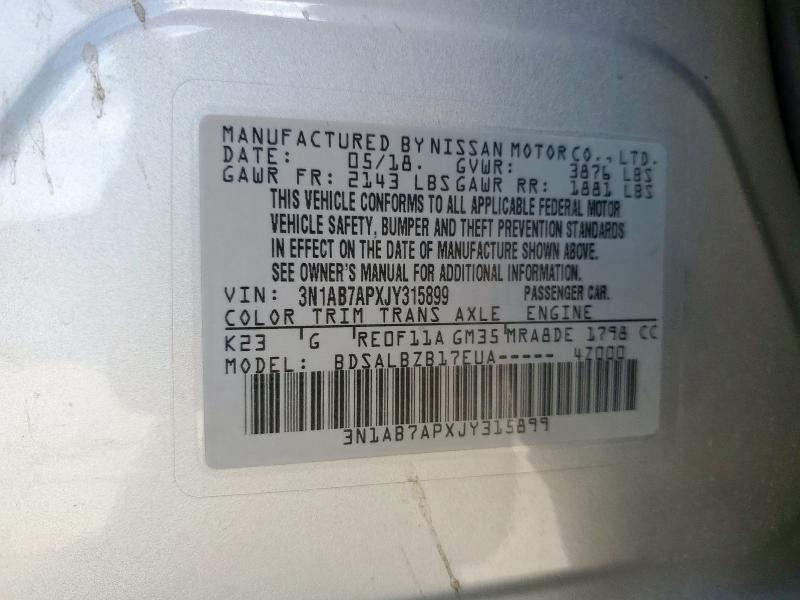 MANUFACTURED BY NISSAN MOTOR CO., LTD.
DATE: 05/18. GVWR: 3876 LBS
GAWR FR: 2143 LBS GAWR RR: 1881 LBS
THIS VEHICLE CONFORMS TO ALL APPLICABLE FEDERAL MOTOR
VEHICLE SAFETY, BUMPER AND THEFT PREVENTION STANDARDS
IN EFFECT ON THE DATE OF MANUFACTURE SHOWN ABOVE.
SEE OWNER'S MANUAL FOR ADDITIONAL INFORMATION.
VIN: 3N1AB7APXJY315899 PASSENGER CAR.
COLOR TRIM TRANS AXLE ENGINE
K23 G RE0F11A GM35 MRA8DE 1798 CC
MODEL: BDSALBZB17EUA----- 47000
3N1AB7APXJY315899